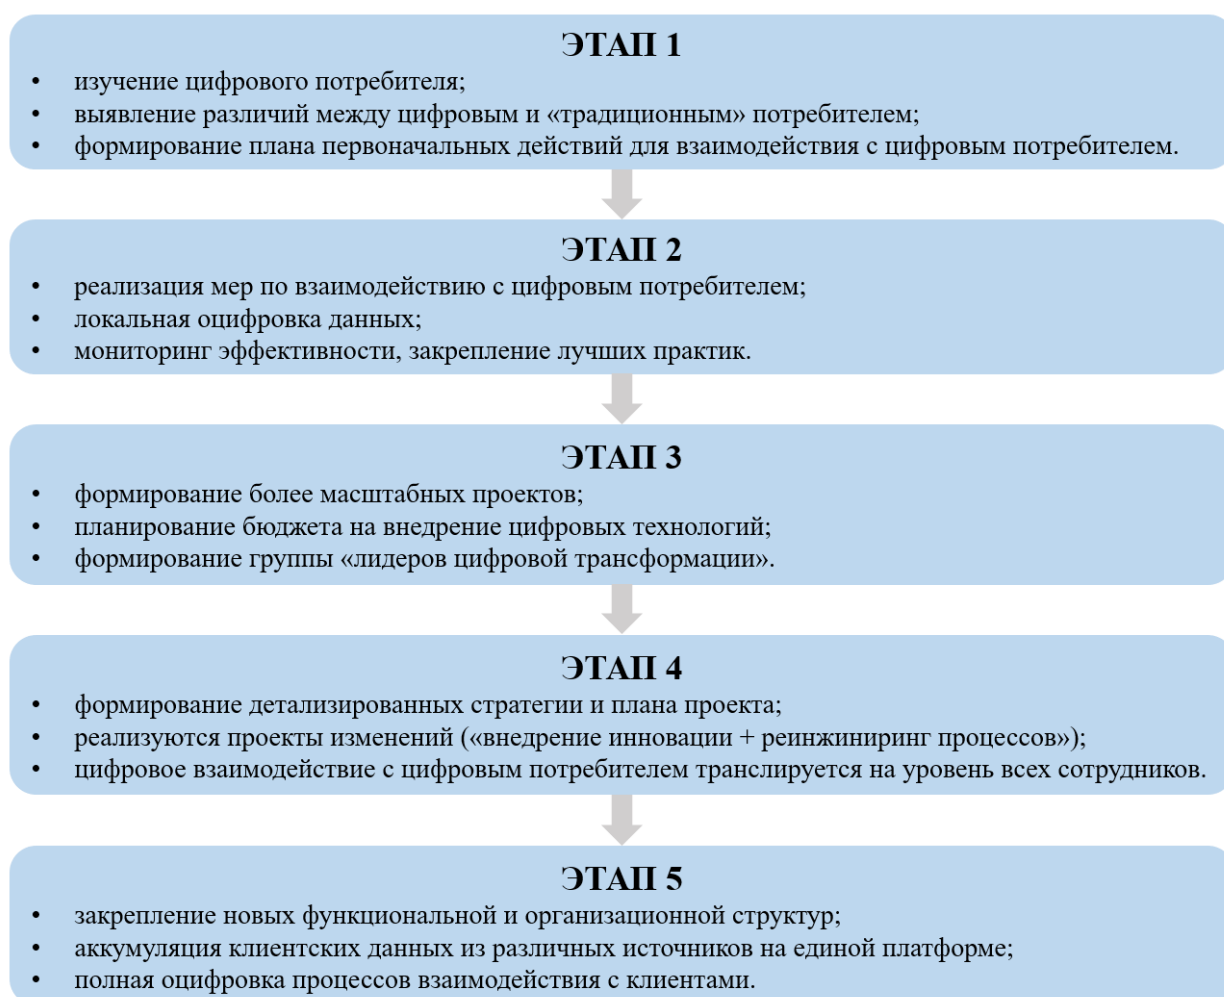 ЭТАП 1
• изучение цифрового потребителя;
• выявление различий между цифровым и «традиционным» потребителем;
• формирование плана первоначальных действий для взаимодействия с цифровым потребителем.
ЭТАП 2
• реализация мер по взаимодействию с цифровым потребителем;
• локальная оцифровка данных;
• мониторинг эффективности, закрепление лучших практик.
ЭТАП 3
• формирование более масштабных проектов;
• планирование бюджета на внедрение цифровых технологий;
• формирование группы «лидеров цифровой трансформации».
ЭТАП 4
• формирование детализированных стратегии и плана проекта;
• реализуются проекты изменений («внедрение инновации + реинжиниринг процессов»);
• цифровое взаимодействие с цифровым потребителем транслируется на уровень всех сотрудников.
ЭТАП 5
• закрепление новых функциональной и организационной структур;
• аккумуляция клиентских данных из различных источников на единой платформе;
• полная оцифровка процессов взаимодействия с клиентами.